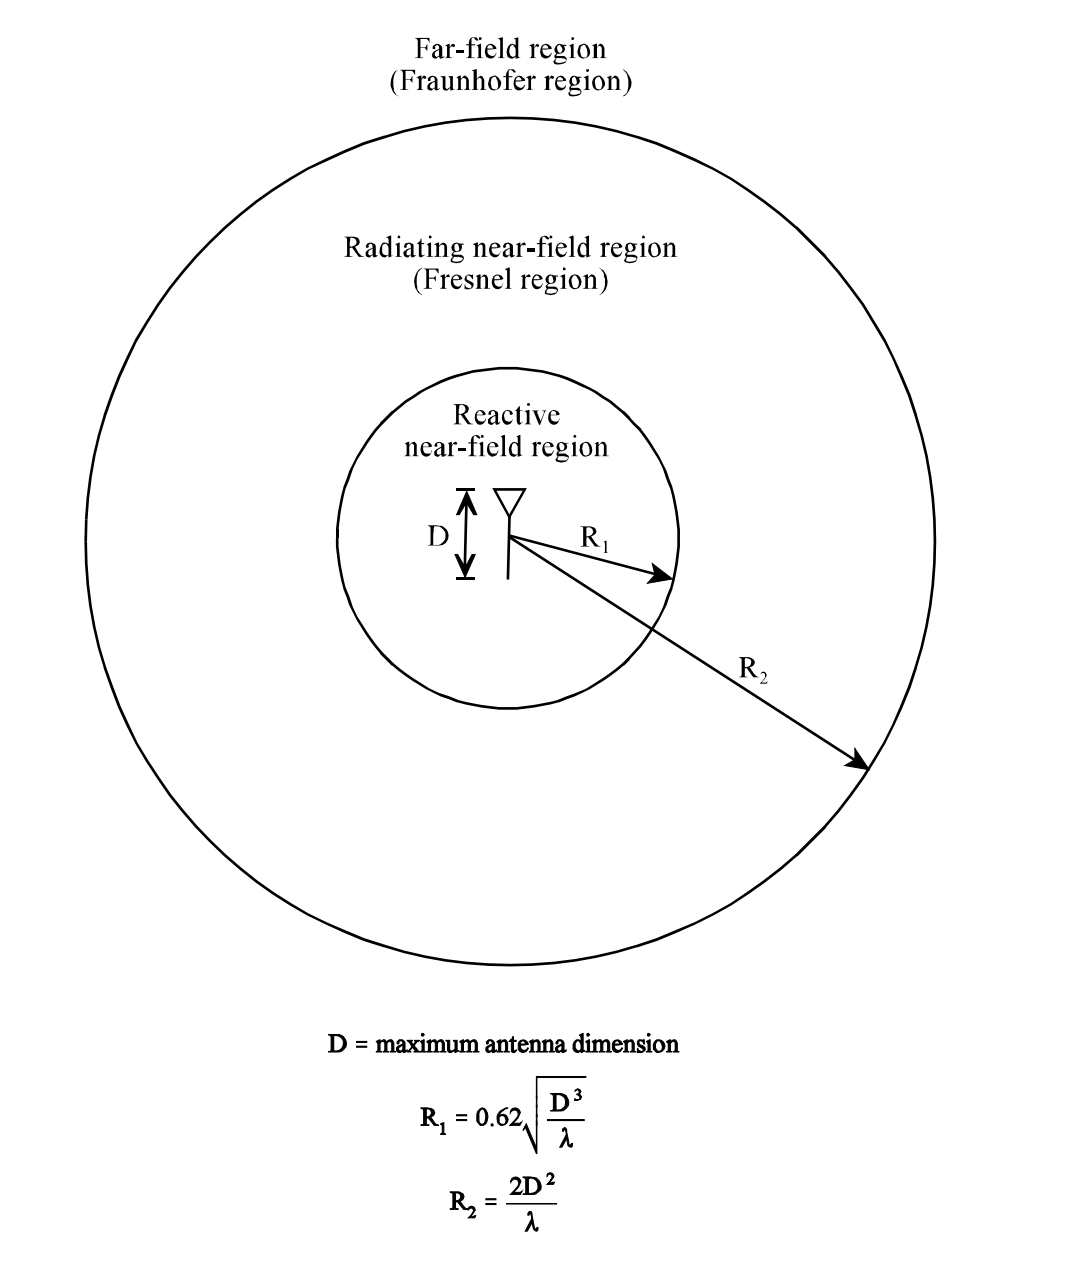 Far-field region
(Fraunhofer region)
Radiating near-field region
(Fresnel region)
Reactive
near-field region
D
R₁
R₂
D = maximum antenna dimension
R₁ = 0.62√(D³/λ)
R₂ = 2D²/λ